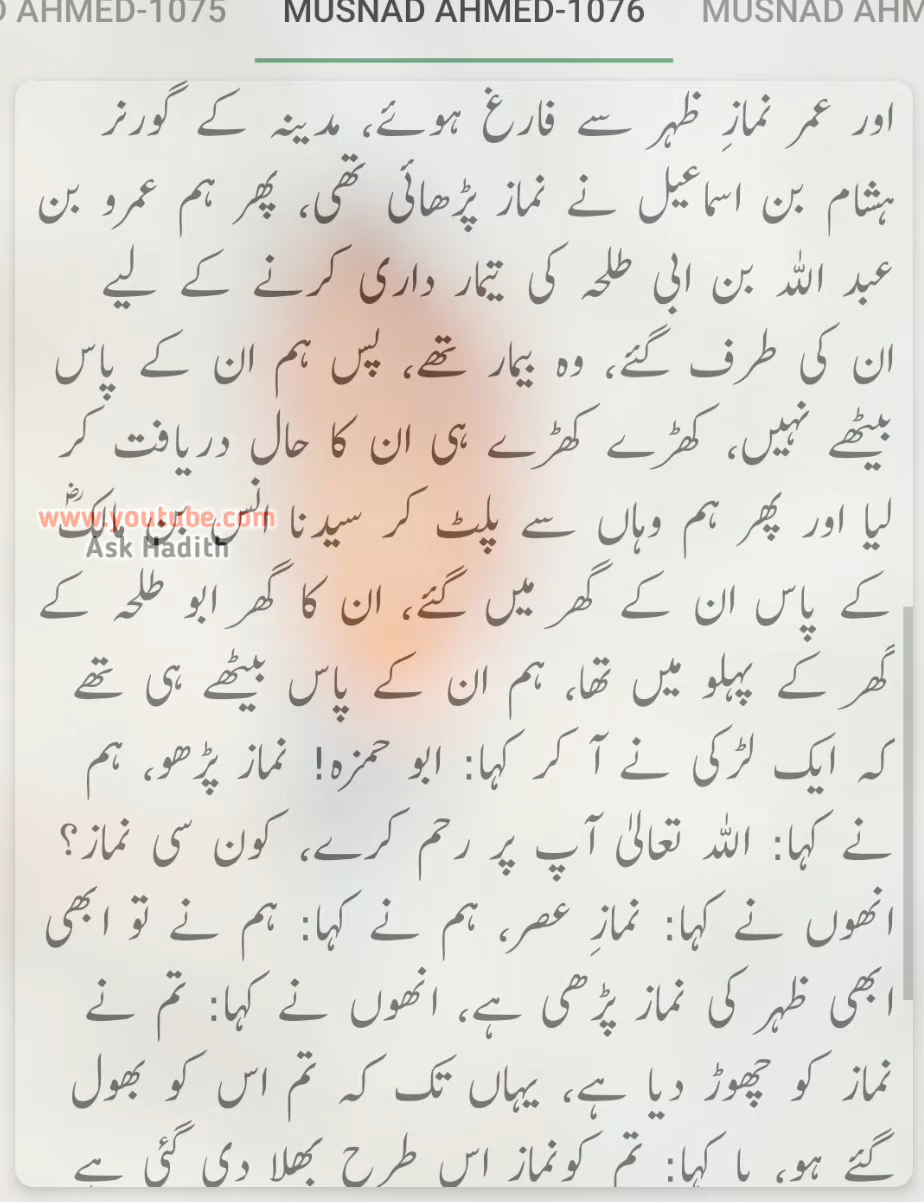 D AHMED-1075 MUSNAD AHMED-1076 MUSNAD AHM
اور عمر نمازِ ظہر سے فارغ ہوئے، مدینہ کے گورنر
ہشام بن اسماعیل نے نماز پڑھائی تھی، پھر ہم عمرو بن
عبد اللہ بن ابی طلحہ کی تیمار داری کرنے کے لیے
ان کی طرف گئے، وہ بیمار تھے، پس ہم ان کے پاس
بیٹھے نہیں، کھڑے کھڑے ہی ان کا حال دریافت کر
لیا اور پھر ہم وہاں سے پلٹ کر سیدنا انس بن مالکؓ
www.youtube.com
Ask Hadith
کے پاس ان کے گھر میں گئے، ان کا گھر ابو طلحہ کے
گھر کے پہلو میں تھا، ہم ان کے پاس بیٹھے ہی تھے
کہ ایک لڑکی نے آ کر کہا: ابو حمزہ! نماز پڑھو، ہم
نے کہا: اللہ تعالیٰ آپ پر رحم کرے، کون سی نماز؟
انھوں نے کہا: نمازِ عصر، ہم نے کہا: ہم نے تو ابھی
ابھی ظہر کی نماز پڑھی ہے، انھوں نے کہا: تم نے
نماز کو چھوڑ دیا ہے، یہاں تک کہ تم اس کو بھول
گئے ہو، یا کہا: تم کونماز اس طرح بھلا دی گئی ہے